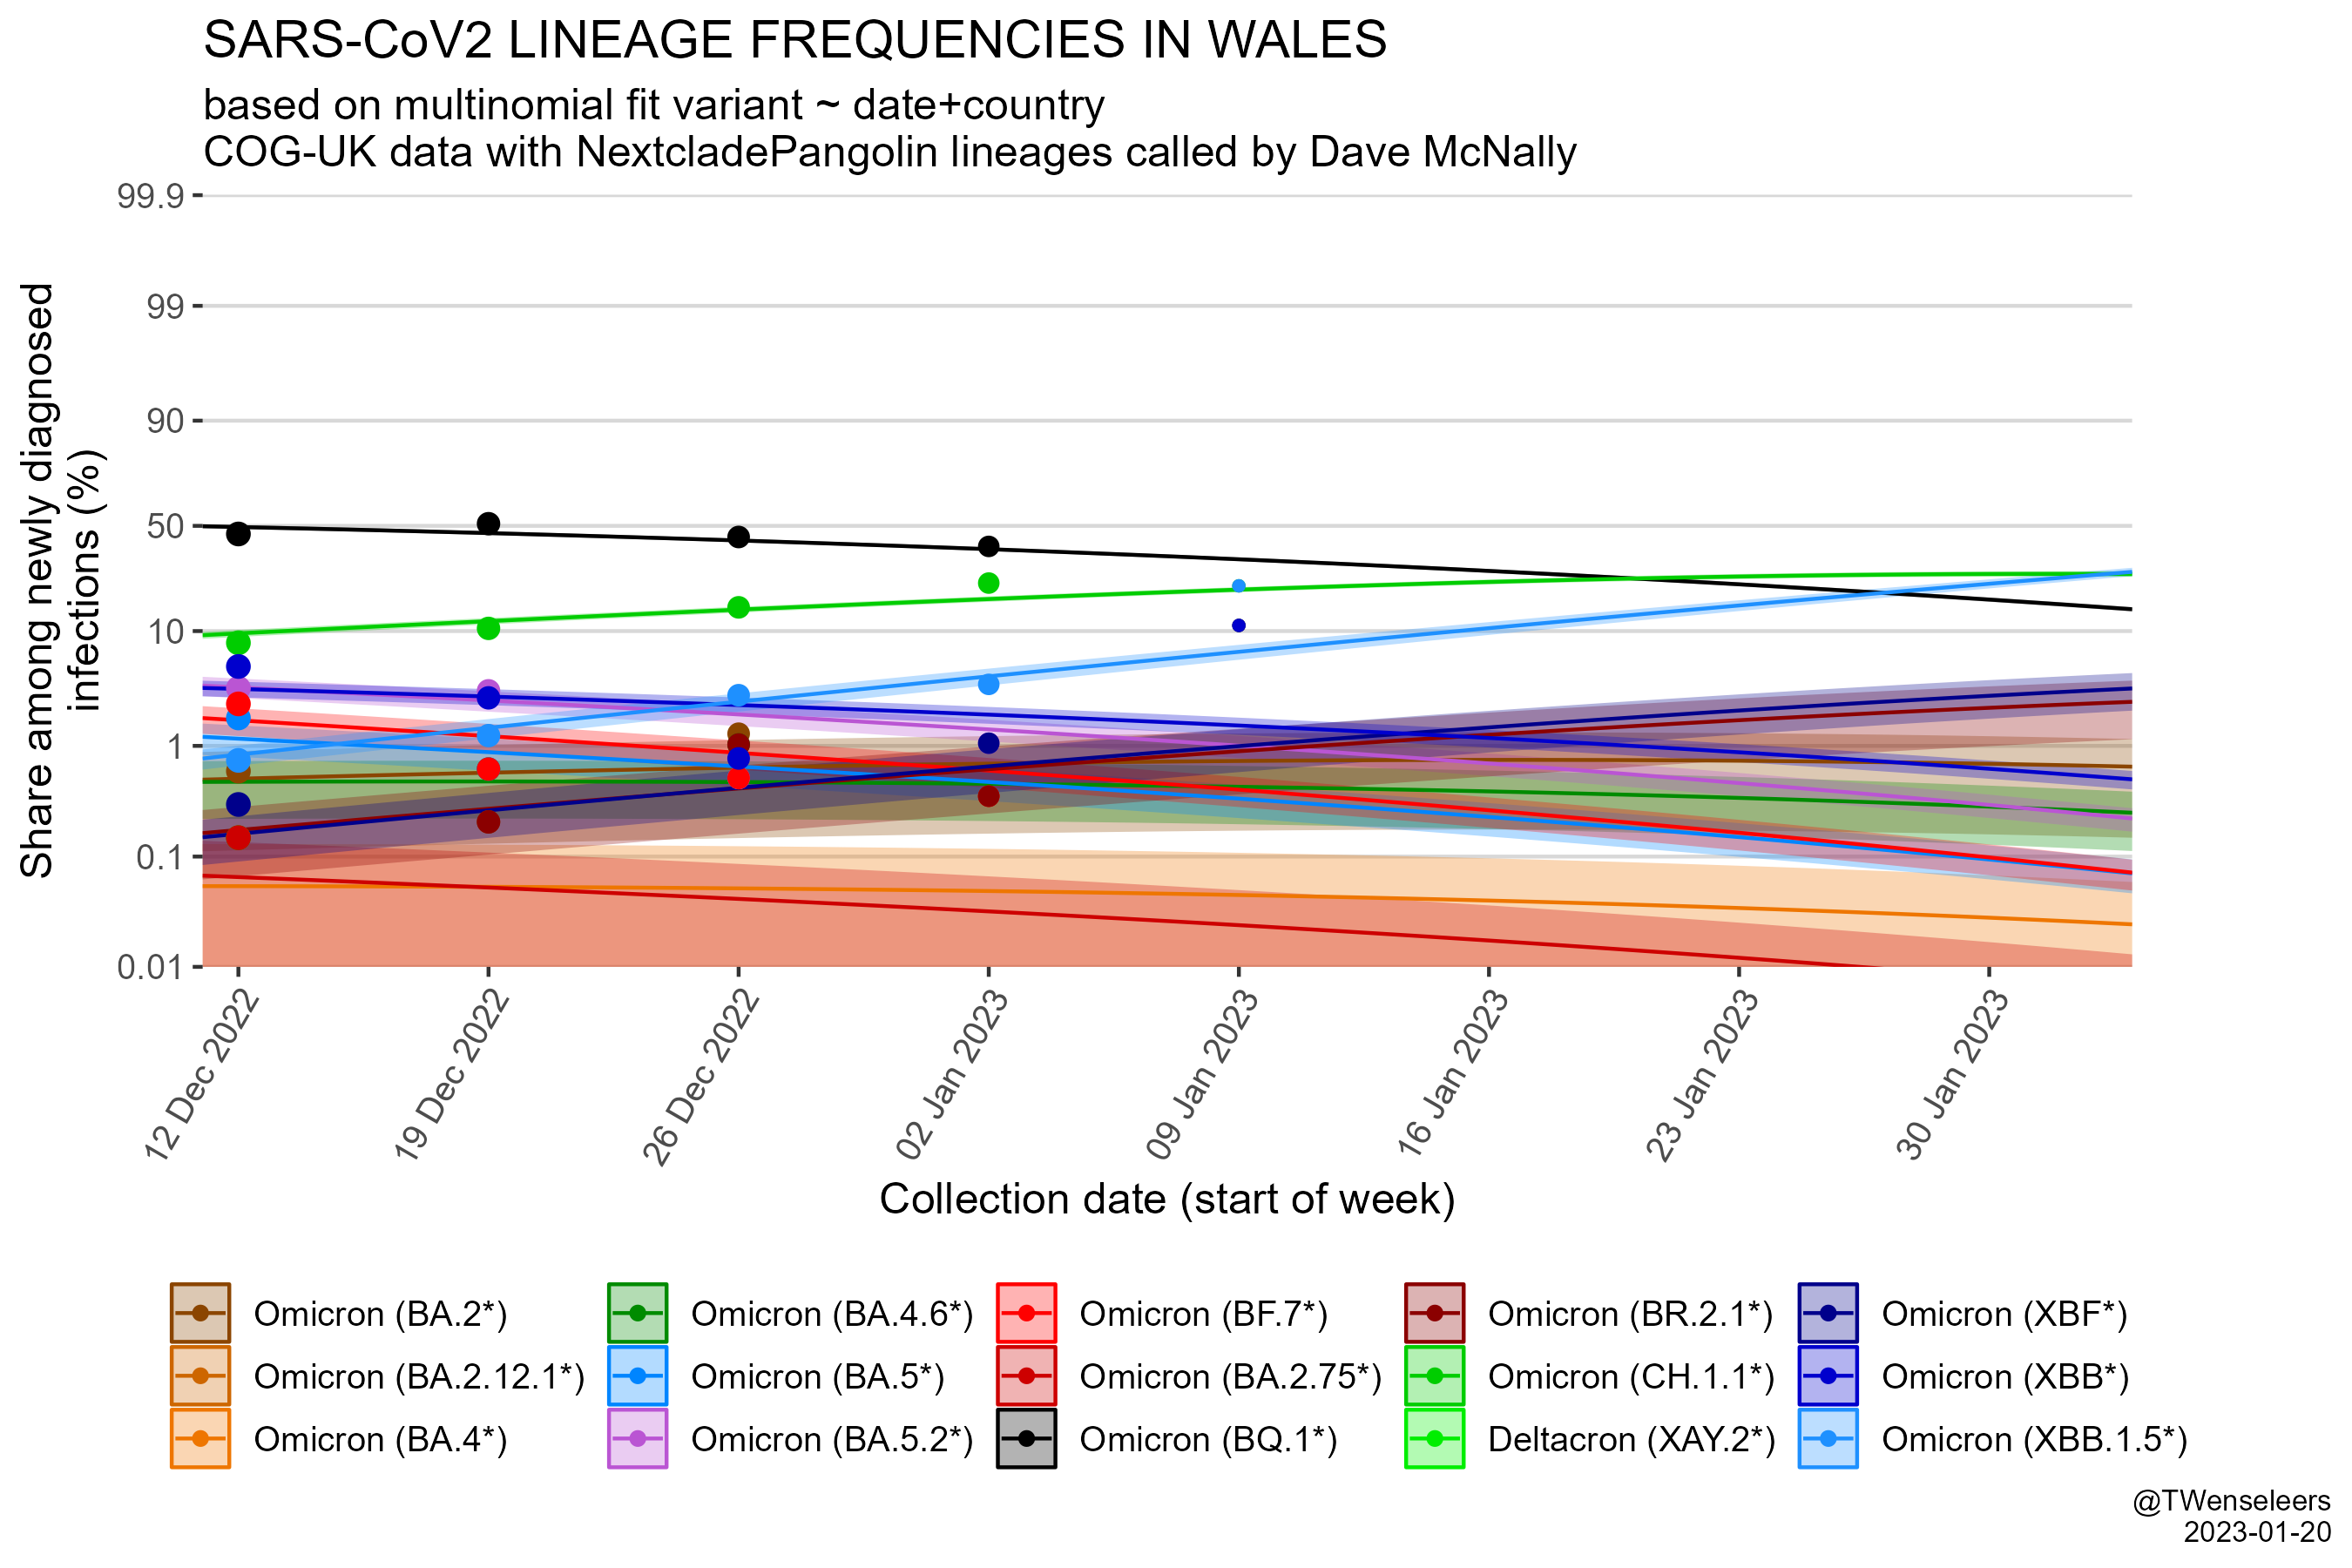 SARS-CoV2 LINEAGE FREQUENCIES IN WALES
based on multinomial fit variant ~ date+country
COG-UK data with NextcladePangolin lineages called by Dave McNally
Share among newly diagnosed
infections (%)
99.9
99
90
50
10
1
0.1
0.01
12 Dec 2022
19 Dec 2022
26 Dec 2022
02 Jan 2023
09 Jan 2023
16 Jan 2023
23 Jan 2023
30 Jan 2023
Collection date (start of week)
Omicron (BA.2*)
Omicron (BA.2.12.1*)
Omicron (BA.4*)
Omicron (BA.4.6*)
Omicron (BA.5*)
Omicron (BA.5.2*)
Omicron (BF.7*)
Omicron (BA.2.75*)
Omicron (BQ.1*)
Omicron (BR.2.1*)
Omicron (CH.1.1*)
Deltacron (XAY.2*)
Omicron (XBF*)
Omicron (XBB*)
Omicron (XBB.1.5*)
@TWenseleers
2023-01-20